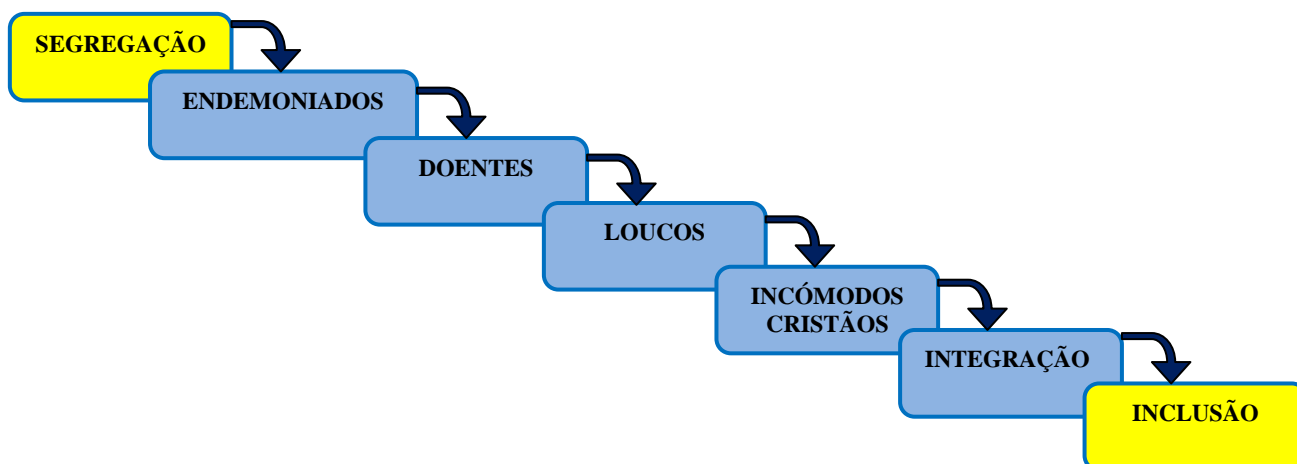 SEGREGAÇÃO
ENDEMONIADOS
DOENTES
LOUCOS
INCÓMODOS
CRISTÃOS
INTEGRAÇÃO
INCLUSÃO